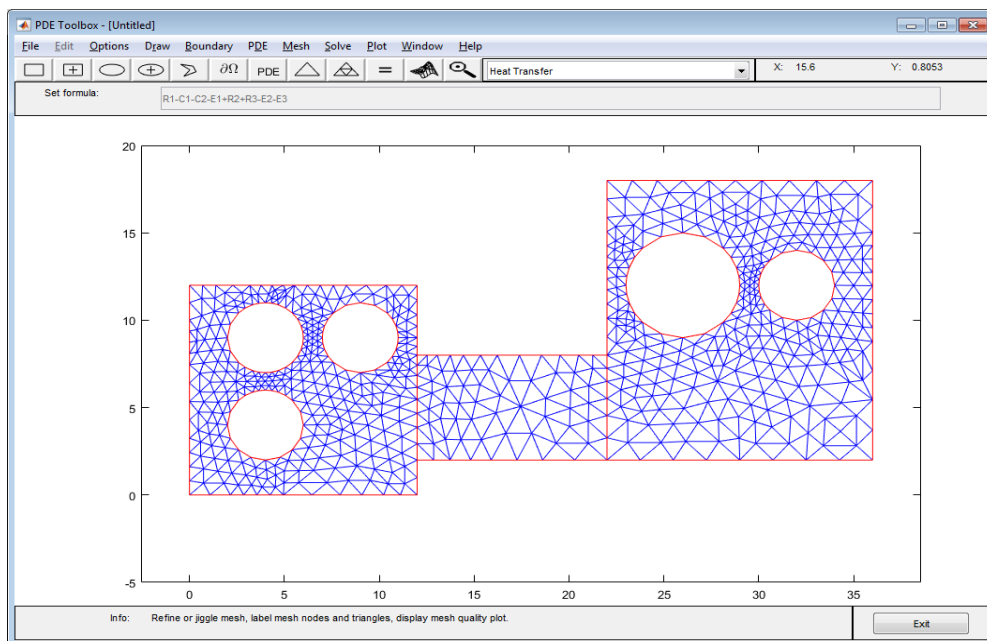 PDE Toolbox - [Untitled]
File Edit Options Draw Boundary PDE Mesh Solve Plot Window Help
∂Ω PDE = Heat Transfer X: 15.6 Y: 0.8053
Set formula: R1-C1-C2-E1+R2+R3-E2-E3
20
15
10
5
0
-5
0 5 10 15 20 25 30 35
Info: Refine or jiggle mesh, label mesh nodes and triangles, display mesh quality plot. Exit